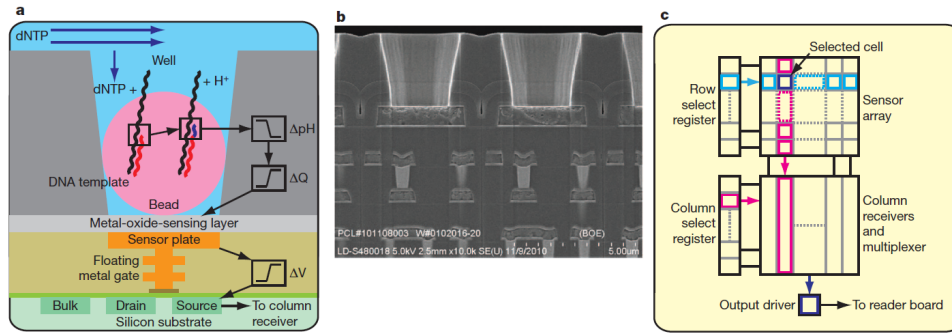 a
dNTP
Well
dNTP +
+ H+
ΔpH
DNA template
ΔQ
Bead
Metal-oxide-sensing layer
Sensor plate
Floating
metal gate
ΔV
Bulk
Drain
Source
To column
receiver
Silicon substrate
b
PCL#101108003 W#0102016-20 (BOE)
LD-S480018 5.0kV 2.5mm x10.0k SE(U) 11/9/2010 5.00um
c
Selected cell
Row
select
register
Sensor
array
Column
select
register
Column
receivers
and
multiplexer
Output driver
To reader board